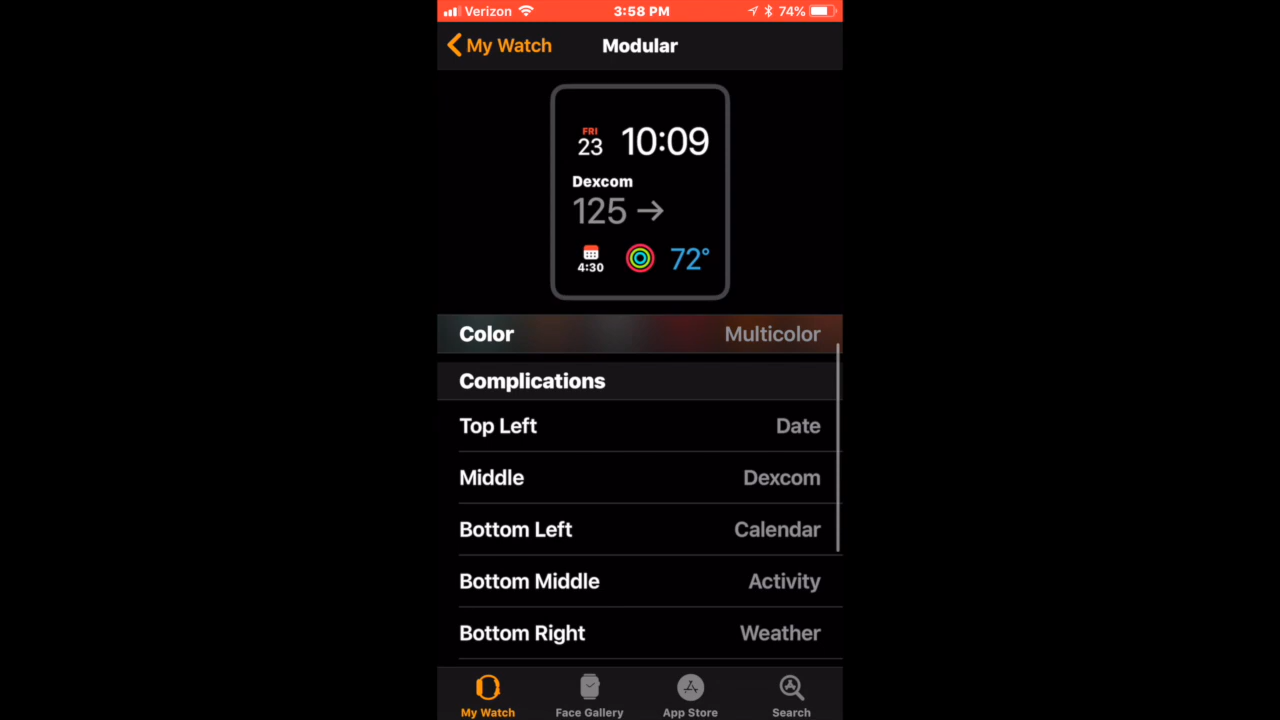 Verizon 3:58 PM 74%
My Watch Modular
FRI
23 10:09
Dexcom
125 →
4:30 72°
Color Multicolor
Complications
Top Left Date
Middle Dexcom
Bottom Left Calendar
Bottom Middle Activity
Bottom Right Weather
My Watch Face Gallery App Store Search